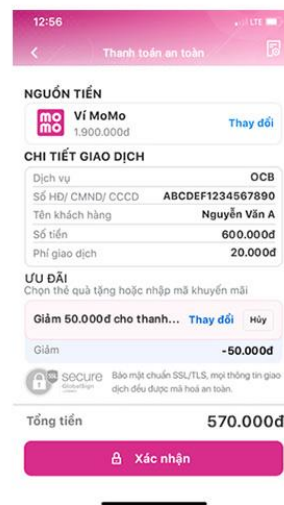 12:56
LTE
Thanh toán an toàn
NGUỒN TIỀN
mo
mo
Ví MoMo
1.900.000đ
Thay đổi
CHI TIẾT GIAO DỊCH
Dịch vụ OCB
Số HĐ/ CMND/ CCCD ABCDEF1234567890
Tên khách hàng Nguyễn Văn A
Số tiền 600.000đ
Phí giao dịch 20.000đ
ƯU ĐÃI
Chọn thẻ quà tặng hoặc nhập mã khuyến mãi
Giảm 50.000đ cho thanh... Thay đổi Hủy
Giảm -50.000đ
SSL
secure
GlobalSign
Bảo mật chuẩn SSL/TLS, mọi thông tin giao
dịch đều được mã hoá an toàn.
Tổng tiền 570.000đ
Xác nhận